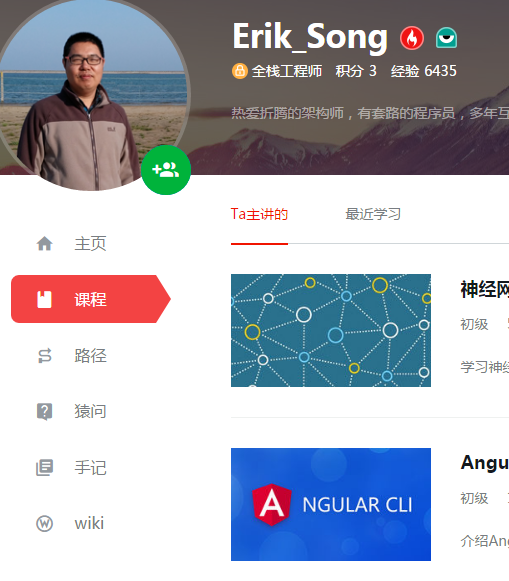 Erik_Song
全栈工程师 积分 3 经验 6435
热爱折腾的架构师，有套路的程序员，多年互
Ta主讲的 最近学习
主页
课程
路径
猿问
手记
wiki
神经网
初级
学习神经
NGULAR CLI
Angu
初级
介绍Ang